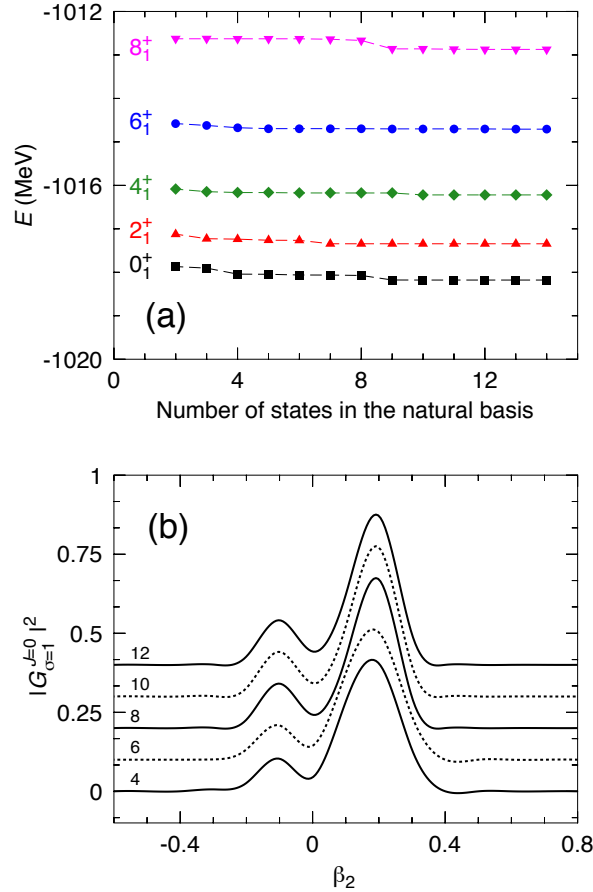 -1012
8₁⁺
6₁⁺
-1016
4₁⁺
2₁⁺
0₁⁺
(a)
-1020
E (MeV)
0 4 8 12
Number of states in the natural basis
1
(b)
0.75
0.5
0.25
0
|G_{σ=1}^{J=0}|²
12
10
8
6
4
-0.4 0 0.4 0.8
β₂